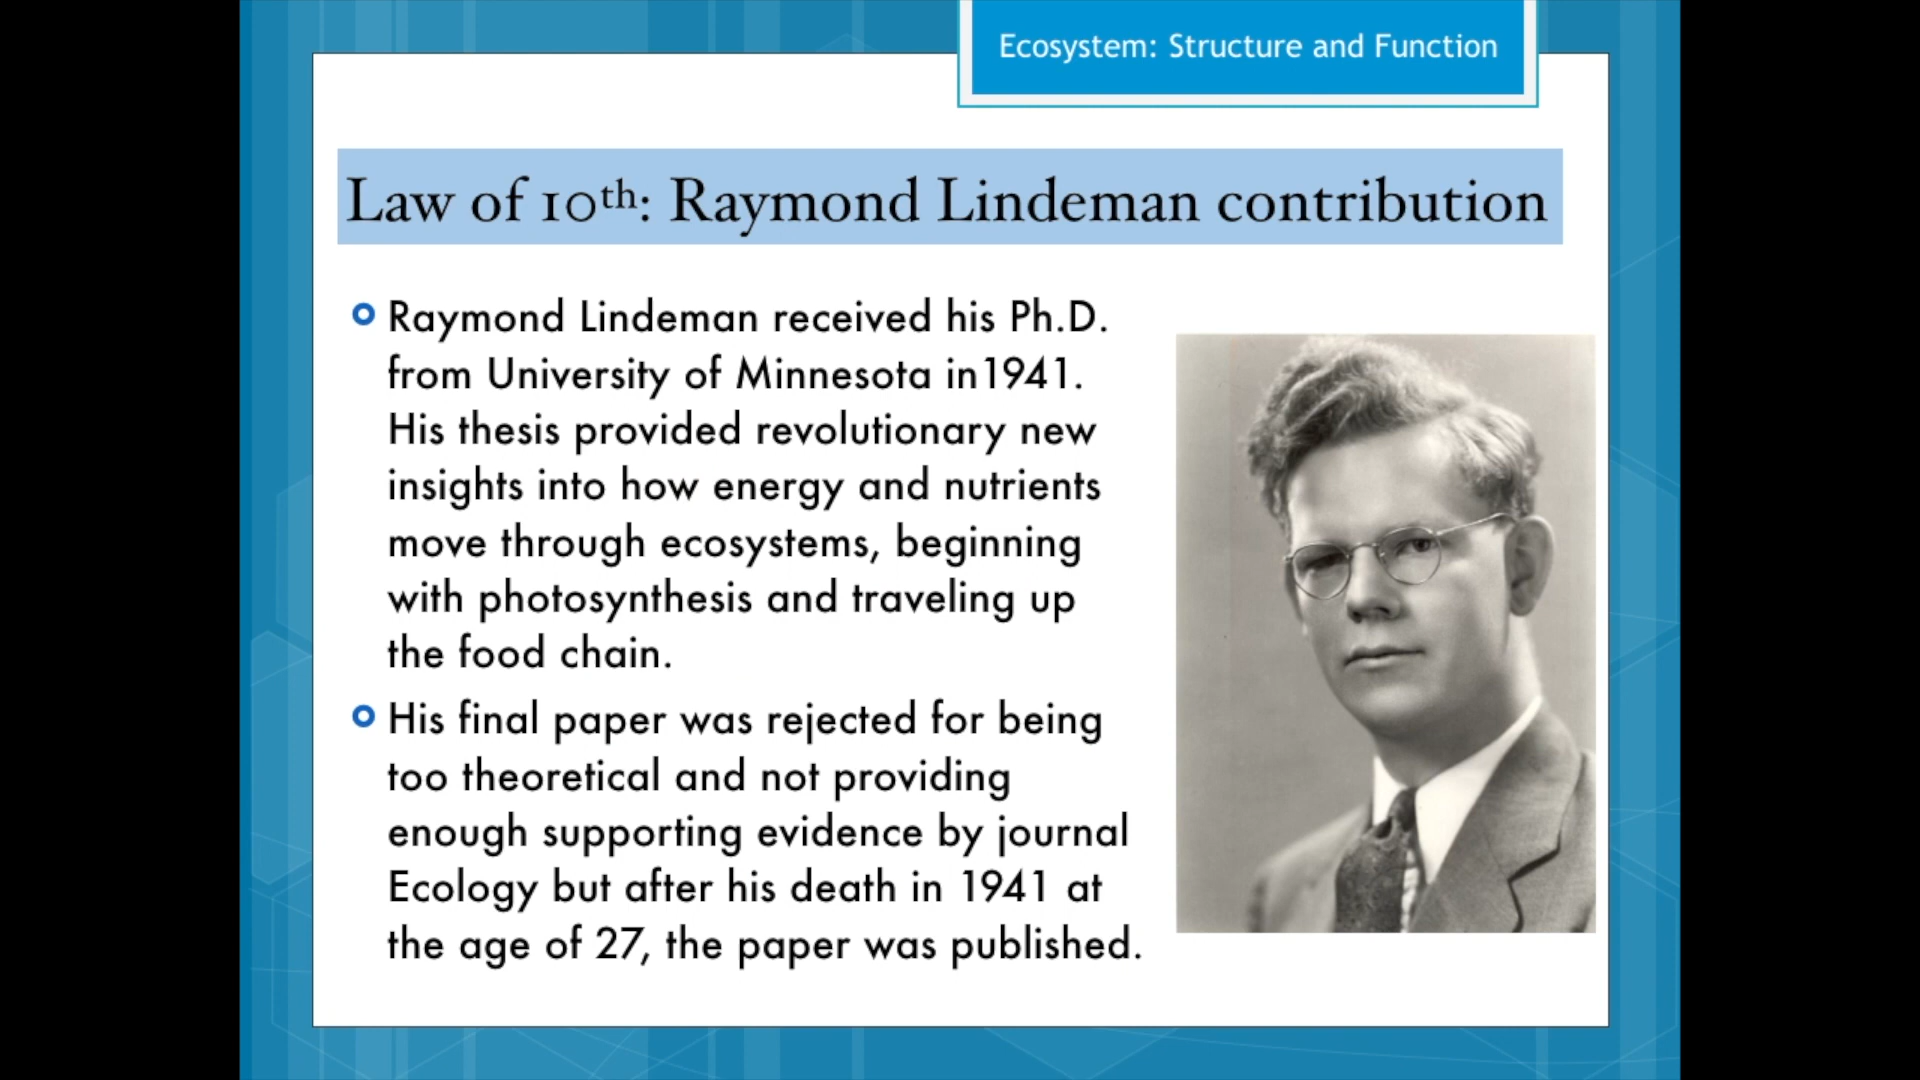 Ecosystem: Structure and Function
Law of 10th: Raymond Lindeman contribution
Raymond Lindeman received his Ph.D.
from University of Minnesota in1941.
His thesis provided revolutionary new
insights into how energy and nutrients
move through ecosystems, beginning
with photosynthesis and traveling up
the food chain.
His final paper was rejected for being
too theoretical and not providing
enough supporting evidence by journal
Ecology but after his death in 1941 at
the age of 27, the paper was published.